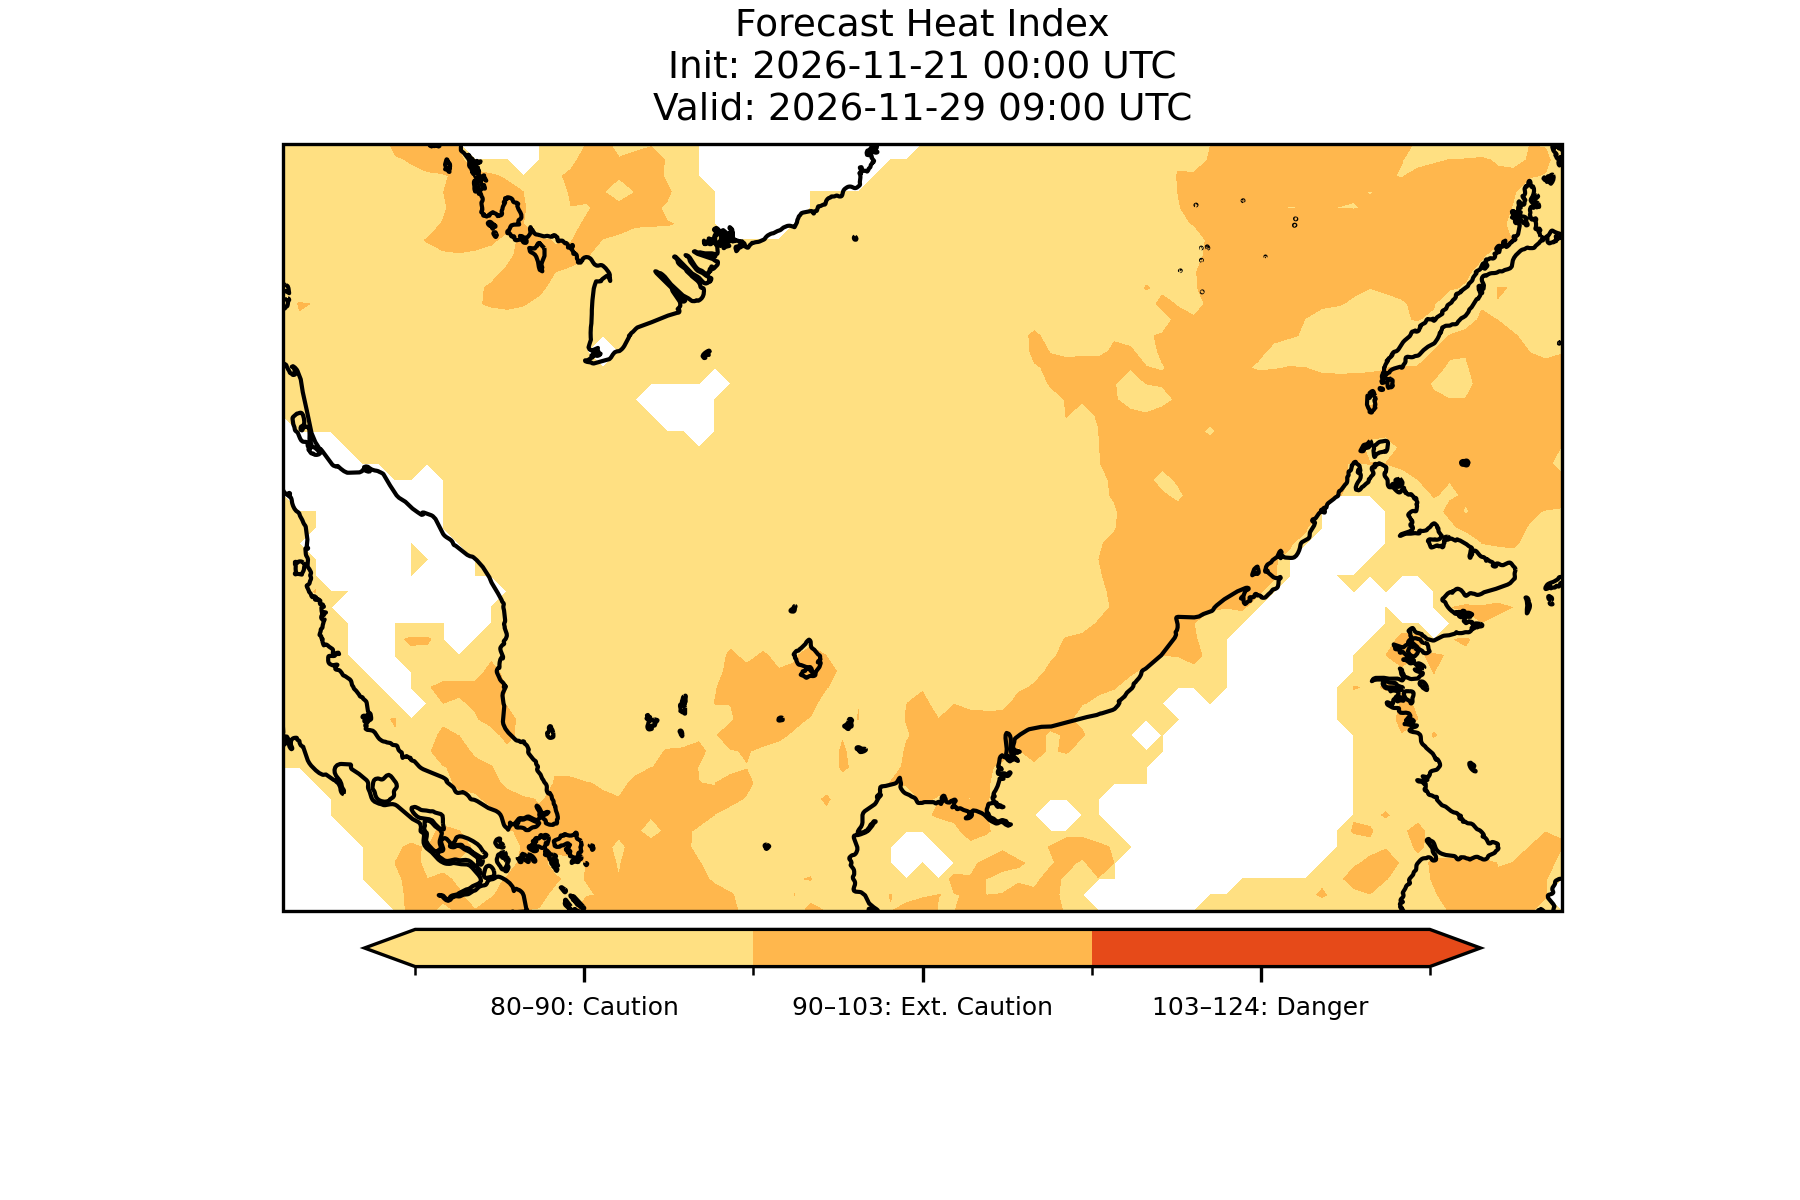 Forecast Heat Index
Init: 2026-11-21 00:00 UTC
Valid: 2026-11-29 09:00 UTC
80–90: Caution
90–103: Ext. Caution
103–124: Danger